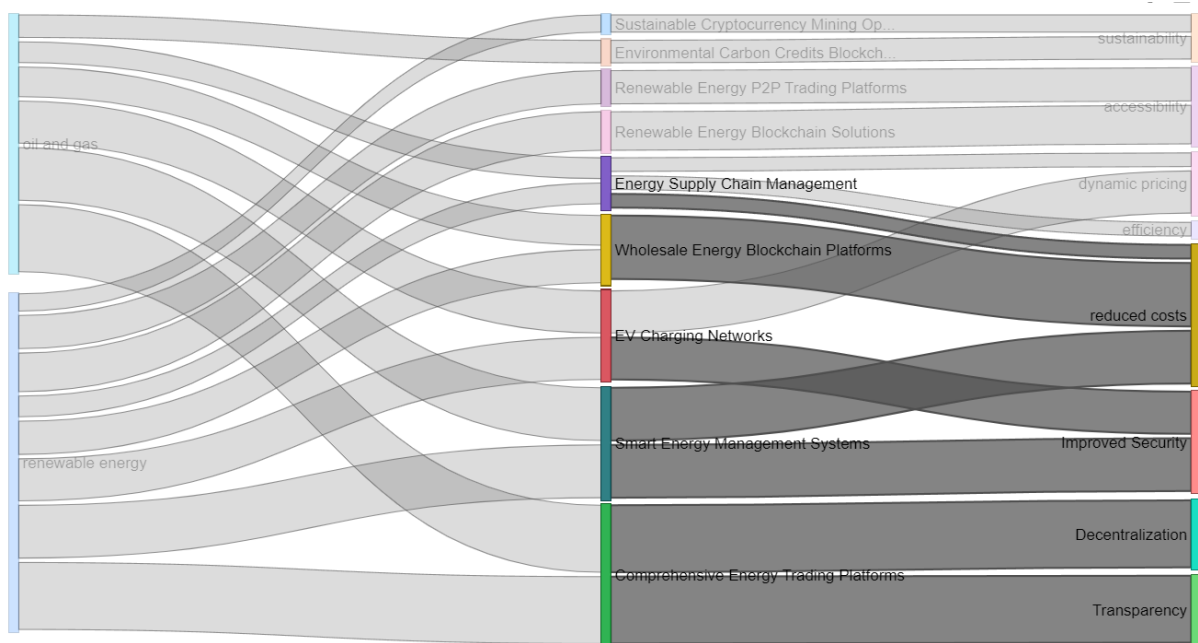 oil and gas
renewable energy
Sustainable Cryptocurrency Mining Op...
Environmental Carbon Credits Blockch...
Renewable Energy P2P Trading Platforms
Renewable Energy Blockchain Solutions
Energy Supply Chain Management
Wholesale Energy Blockchain Platforms
EV Charging Networks
Smart Energy Management Systems
Comprehensive Energy Trading Platforms
sustainability
accessibility
dynamic pricing
efficiency
reduced costs
Improved Security
Decentralization
Transparency